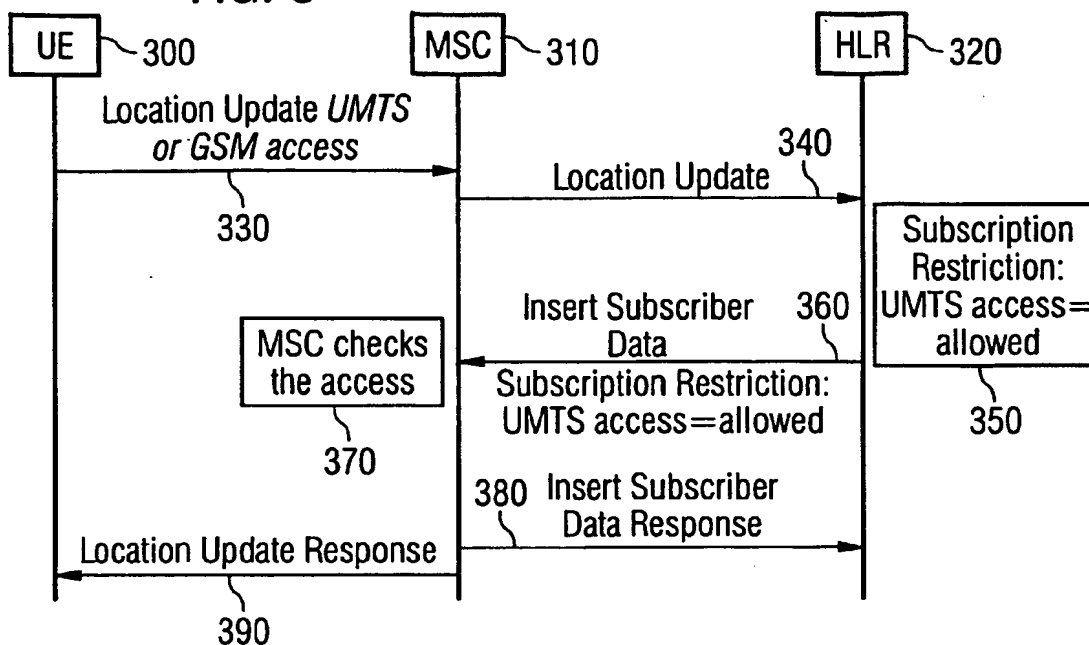 UE
300
MSC
310
HLR
320
Location Update UMTS
or GSM access
330
340
Location Update
Subscription
Restriction:
UMTS access=
allowed
350
Insert Subscriber
Data
360
Subscription Restriction:
UMTS access=allowed
MSC checks
the access
370
380
Insert Subscriber
Data Response
Location Update Response
390